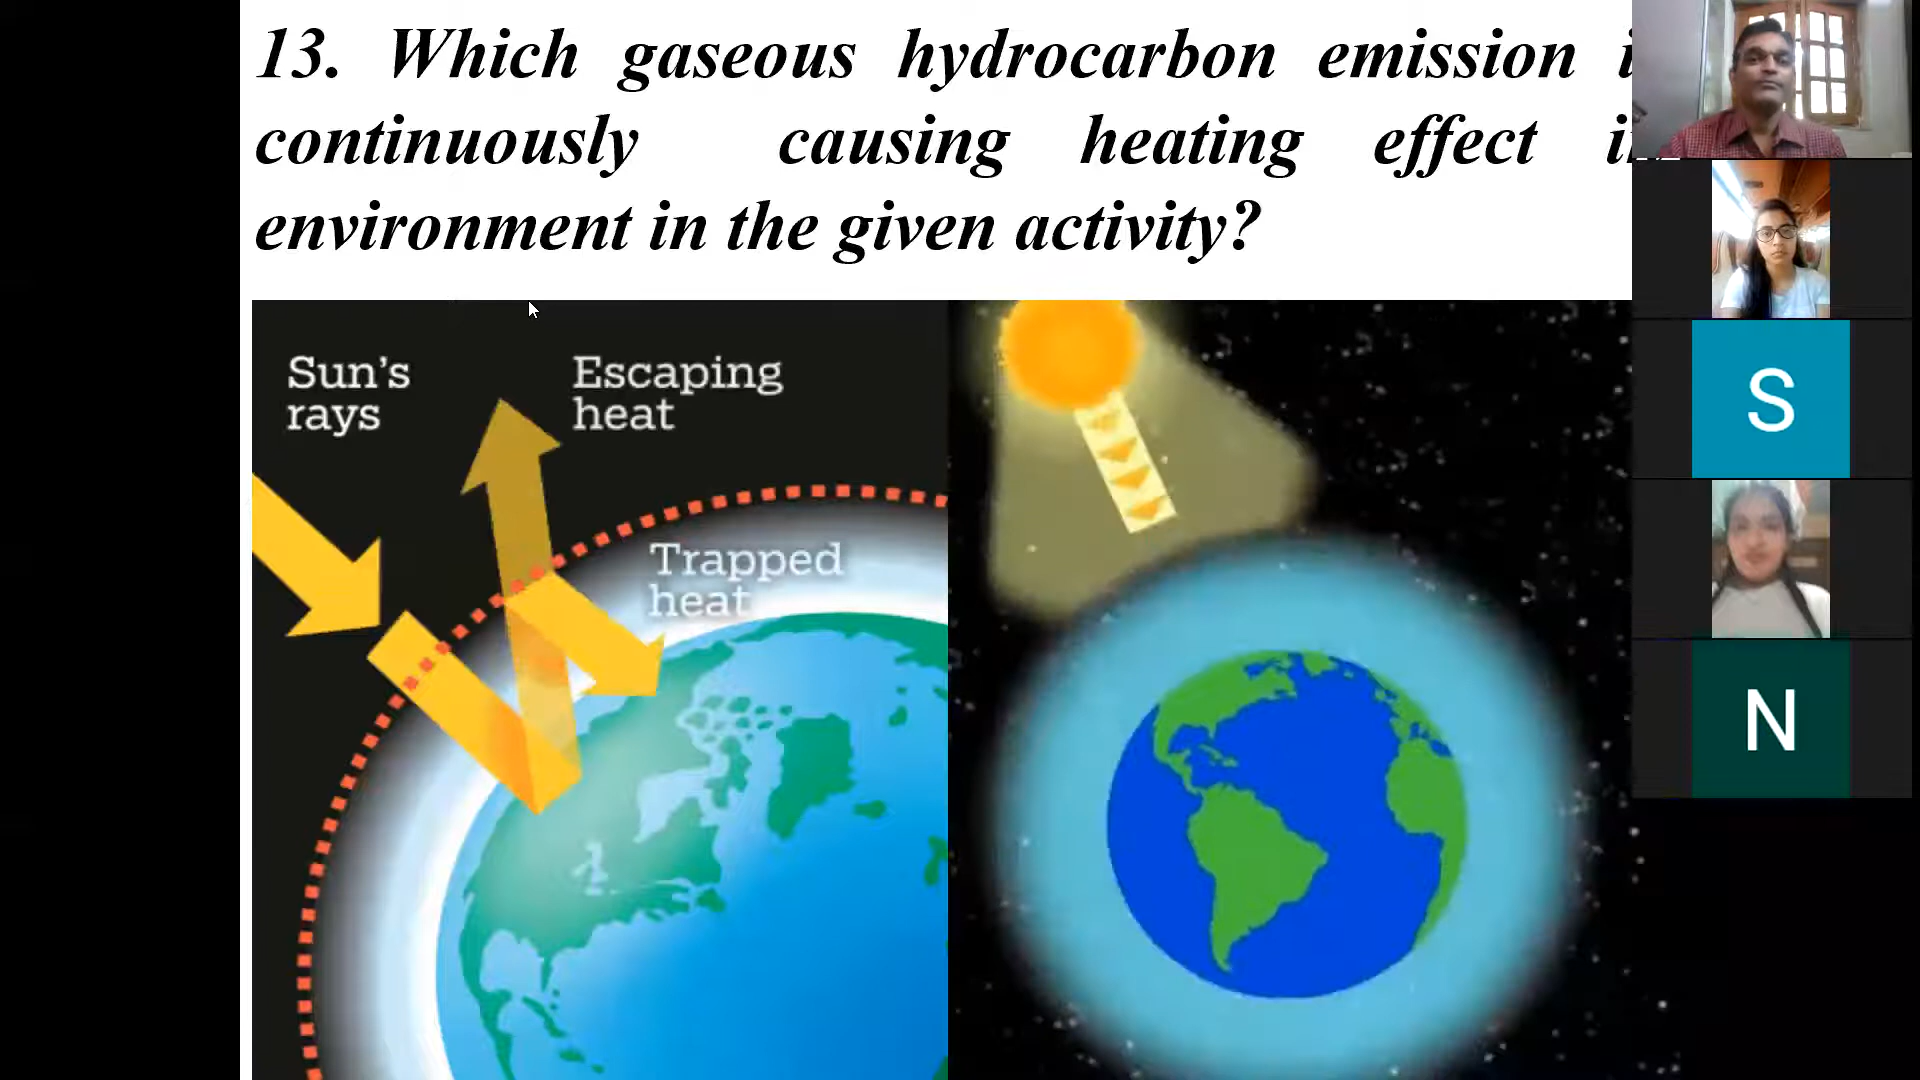 13. Which gaseous hydrocarbon emission
continuously causing heating effect
environment in the given activity?
Sun's
rays
Escaping
heat
Trapped
heat
S
N